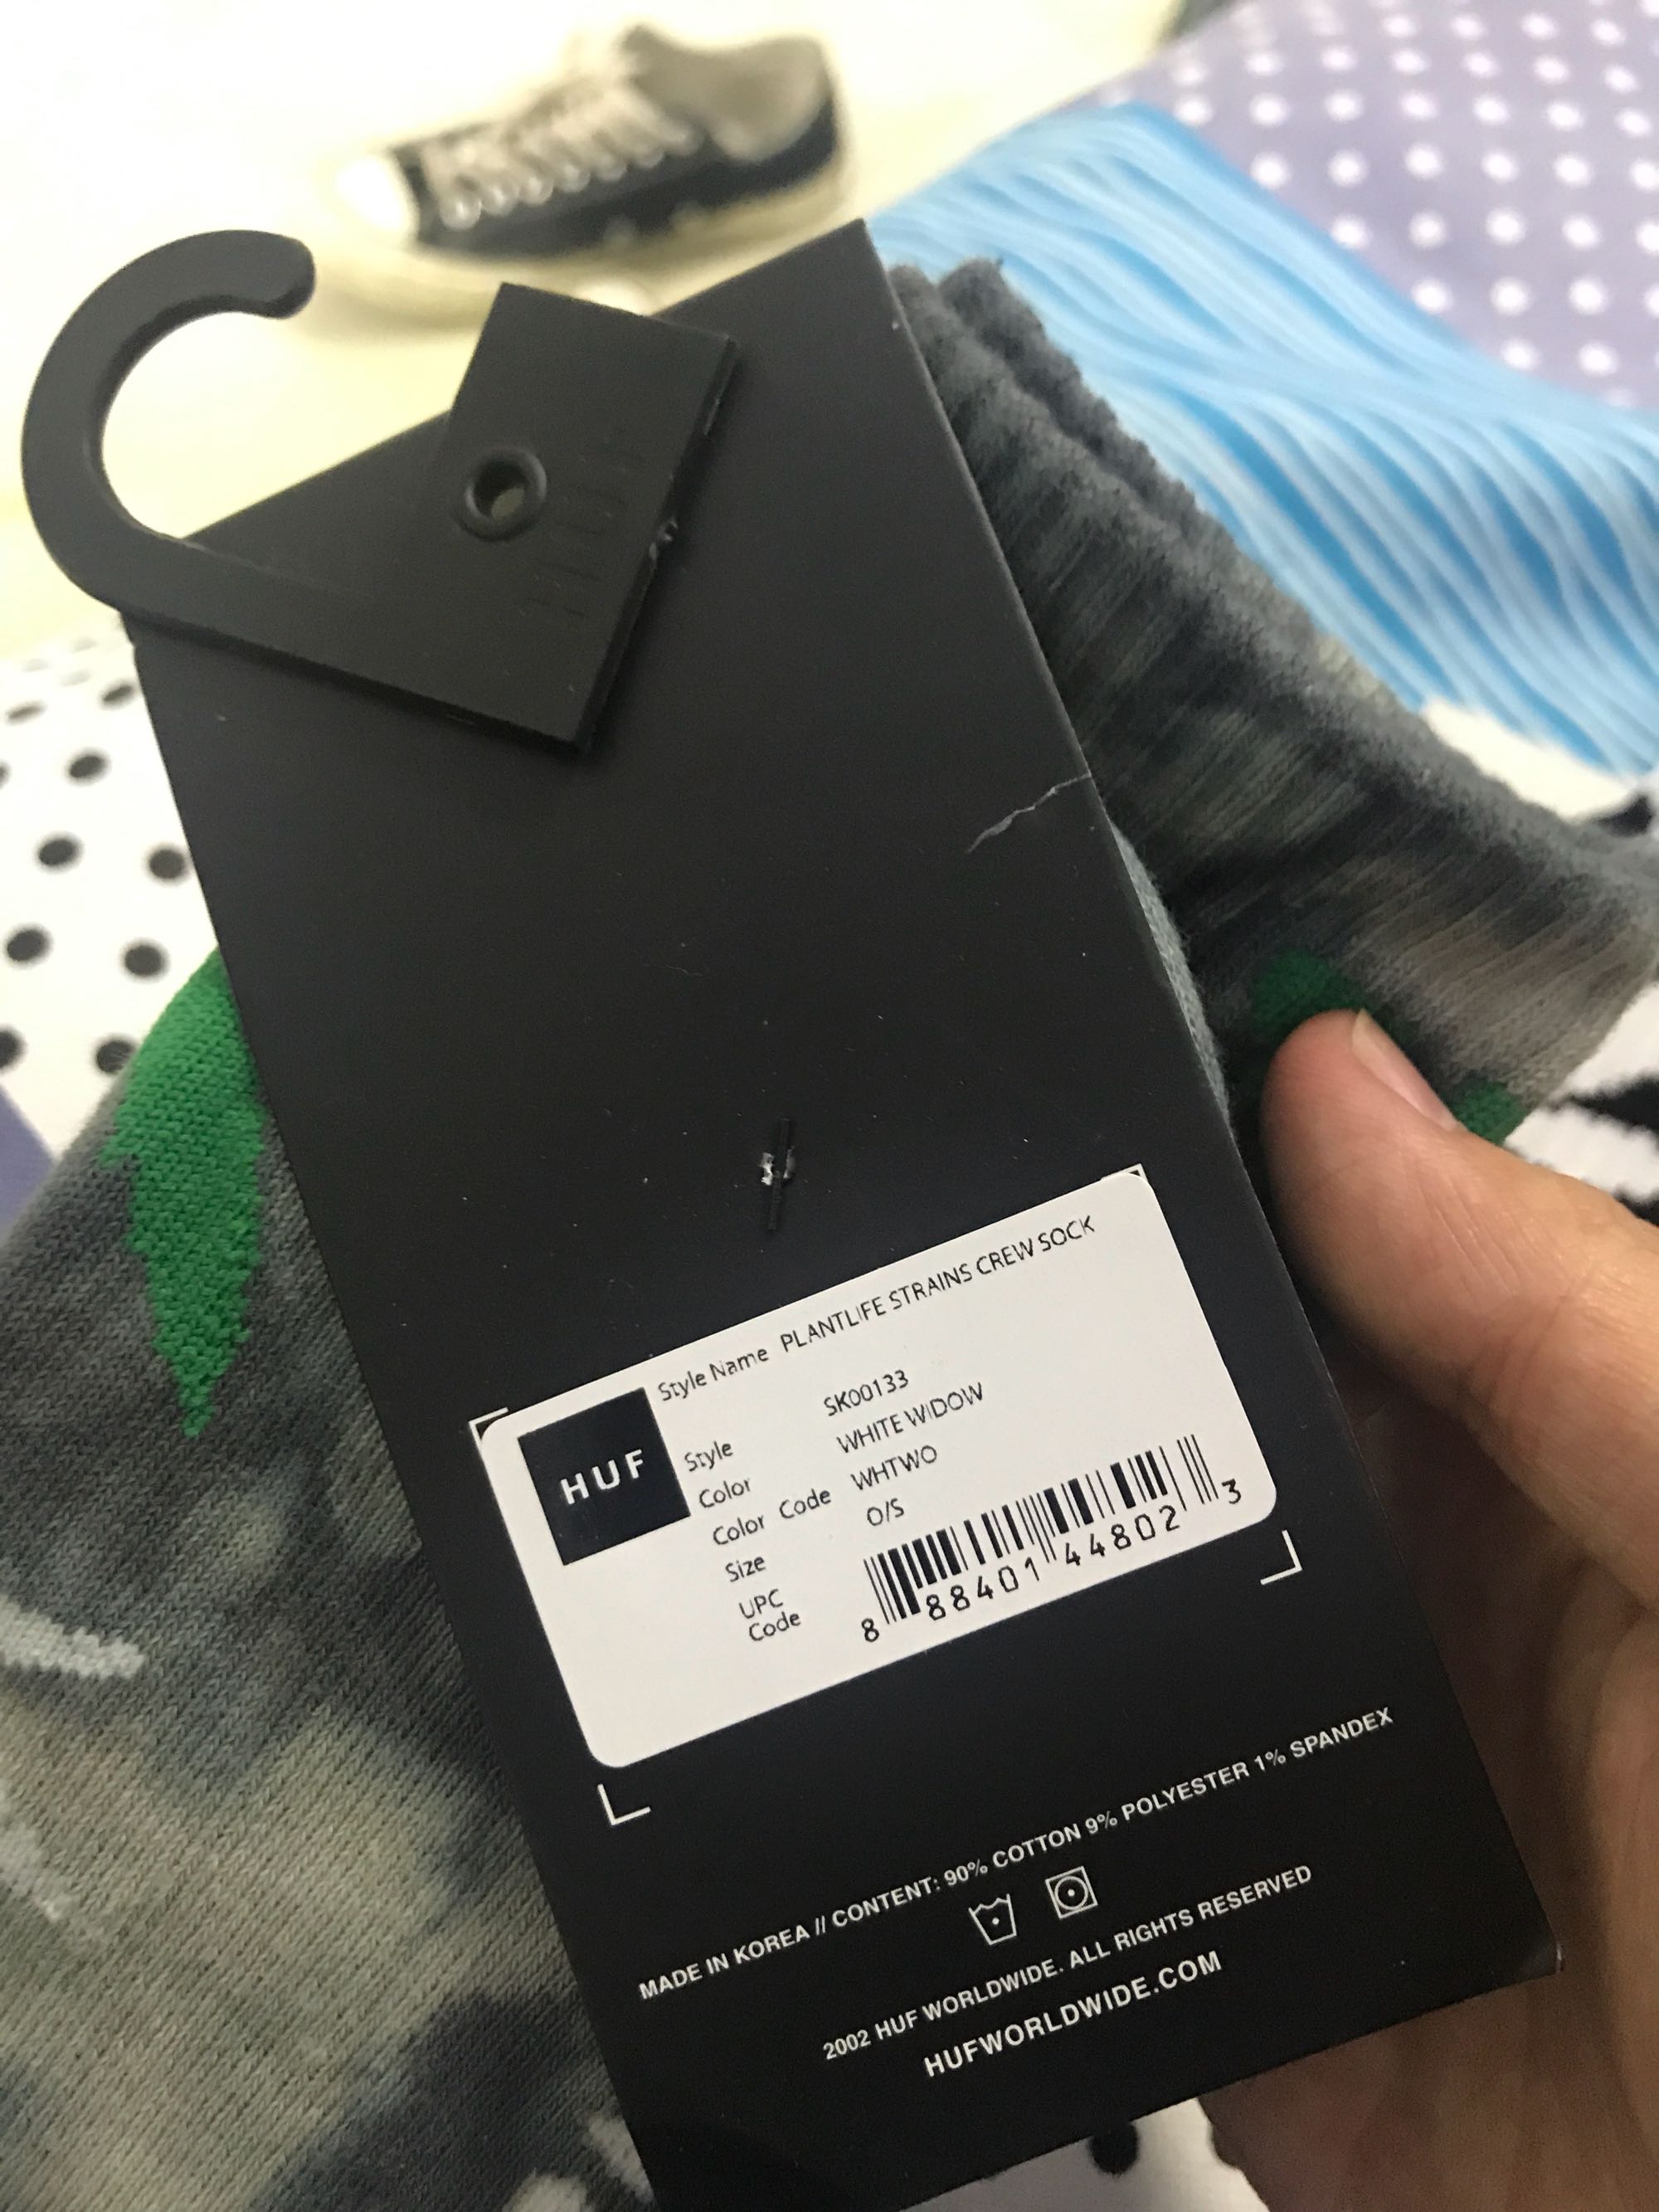 Style Name PLANTLIFE STRAINS CREW SOCK
HUF
Style SK00133
Color WHITE WIDOW
Color Code WHTWO
Size O/S
UPC Code
8 88401 44802 3
MADE IN KOREA // CONTENT: 90% COTTON 9% POLYESTER 1% SPANDEX
2002 HUF WORLDWIDE. ALL RIGHTS RESERVED
HUFWORLDWIDE.COM